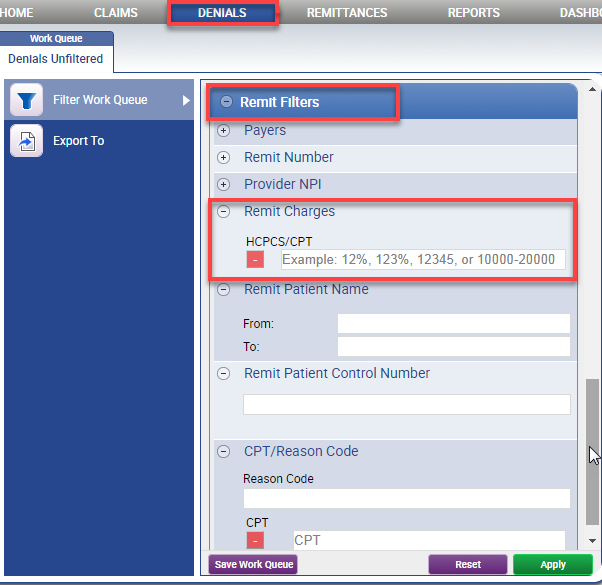 HOME CLAIMS DENIALS REMITTANCES REPORTS DASHBO
Work Queue
Denials Unfiltered
Filter Work Queue
Export To
Remit Filters
Payers
Remit Number
Provider NPI
Remit Charges
HCPCS/CPT
- Example: 12%, 123%, 12345, or 10000-20000
Remit Patient Name
From:
To:
Remit Patient Control Number
CPT/Reason Code
Reason Code
CPT
- CPT
Save Work Queue Reset Apply